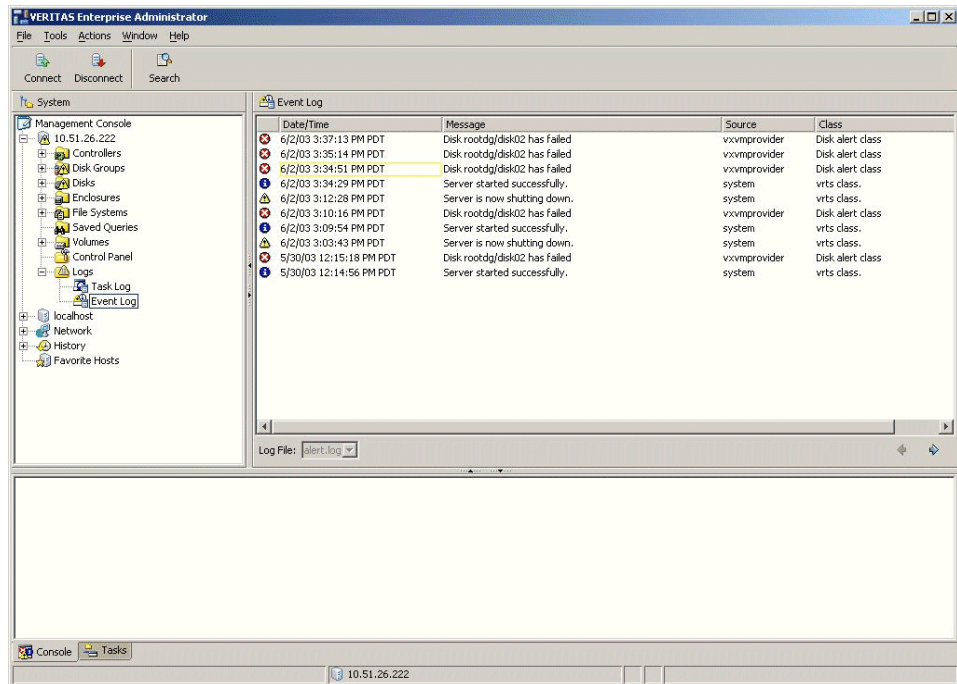 VERITAS Enterprise Administrator
File Tools Actions Window Help
Connect Disconnect Search
System
Management Console
10.51.26.222
Controllers
Disk Groups
Disks
Enclosures
File Systems
Saved Queries
Volumes
Control Panel
Logs
Task Log
Event Log
localhost
Network
History
Favorite Hosts
Event Log
Date/Time Message Source Class
6/2/03 3:37:13 PM PDT Disk rootdg/disk02 has failed vxvmprovider Disk alert class
6/2/03 3:35:14 PM PDT Disk rootdg/disk02 has failed vxvmprovider Disk alert class
6/2/03 3:34:51 PM PDT Disk rootdg/disk02 has failed vxvmprovider Disk alert class
6/2/03 3:34:29 PM PDT Server started successfully. system vrts class.
6/2/03 3:12:28 PM PDT Server is now shutting down. system vrts class.
6/2/03 3:10:16 PM PDT Disk rootdg/disk02 has failed vxvmprovider Disk alert class
6/2/03 3:09:54 PM PDT Server started successfully. system vrts class.
6/2/03 3:03:43 PM PDT Server is now shutting down. system vrts class.
5/30/03 12:15:18 PM PDT Disk rootdg/disk02 has failed vxvmprovider Disk alert class
5/30/03 12:14:56 PM PDT Server started successfully. system vrts class.
Log File: alert.log
Console Tasks
10.51.26.222